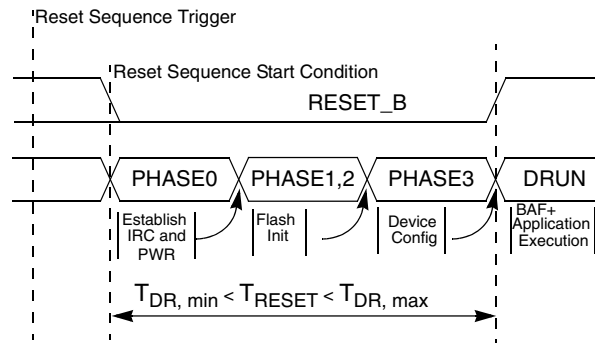 Reset Sequence Trigger
Reset Sequence Start Condition
RESET_B
PHASE0
PHASE1,2
PHASE3
DRUN
Establish
IRC and
PWR
Flash
Init
Device
Config
BAF+
Application
Execution
TDR, min < TRESET < TDR, max